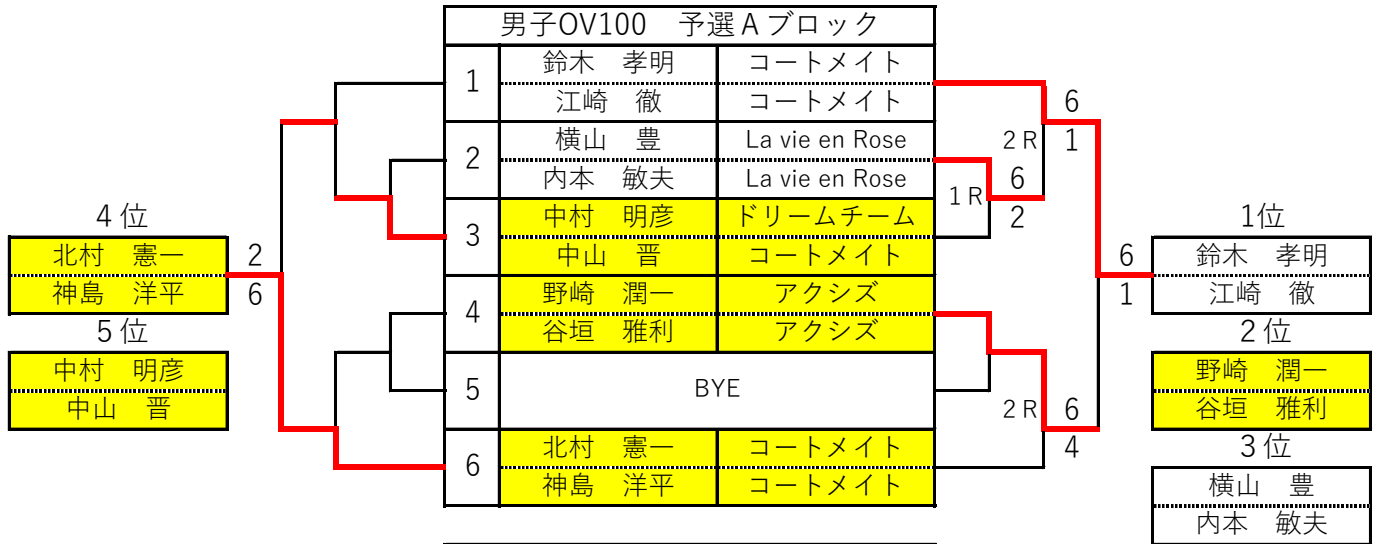 男子OV100　予選Ａブロック
1
鈴木　孝明　コートメイト
江崎　徹　コートメイト
2
横山　豊　La vie en Rose
内本　敏夫　La vie en Rose
3
中村　明彦　ドリームチーム
中山　晋　コートメイト
4
野崎　潤一　アクシズ
谷垣　雅利　アクシズ
5
BYE
6
北村　憲一　コートメイト
神島　洋平　コートメイト
４位
北村　憲一
神島　洋平
2
6
５位
中村　明彦
中山　晋
6
2Ｒ
1
1Ｒ
6
2
2Ｒ
6
4
6
1
1位
鈴木　孝明
江崎　徹
２位
野崎　潤一
谷垣　雅利
３位
横山　豊
内本　敏夫